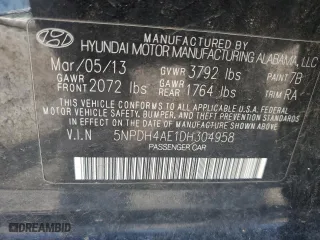 MANUFACTURED BY
HYUNDAI MOTOR MANUFACTURING ALABAMA, LLC
Mar/05/13 GVWR 3792 lbs PAINT 7B
GAWR FRONT 2072 lbs GAWR REAR 1764 lbs TRIM RA
THIS VEHICLE CONFORMS TO ALL APPLICABLE FEDERAL MOTOR VEHICLE SAFETY, BUMPER, AND THEFT PREVENTION STANDARDS IN EFFECT ON THE DATE OF MANUFACTURE SHOWN ABOVE.
V.I.N 5NPDH4AE1DH304958
PASSENGER CAR